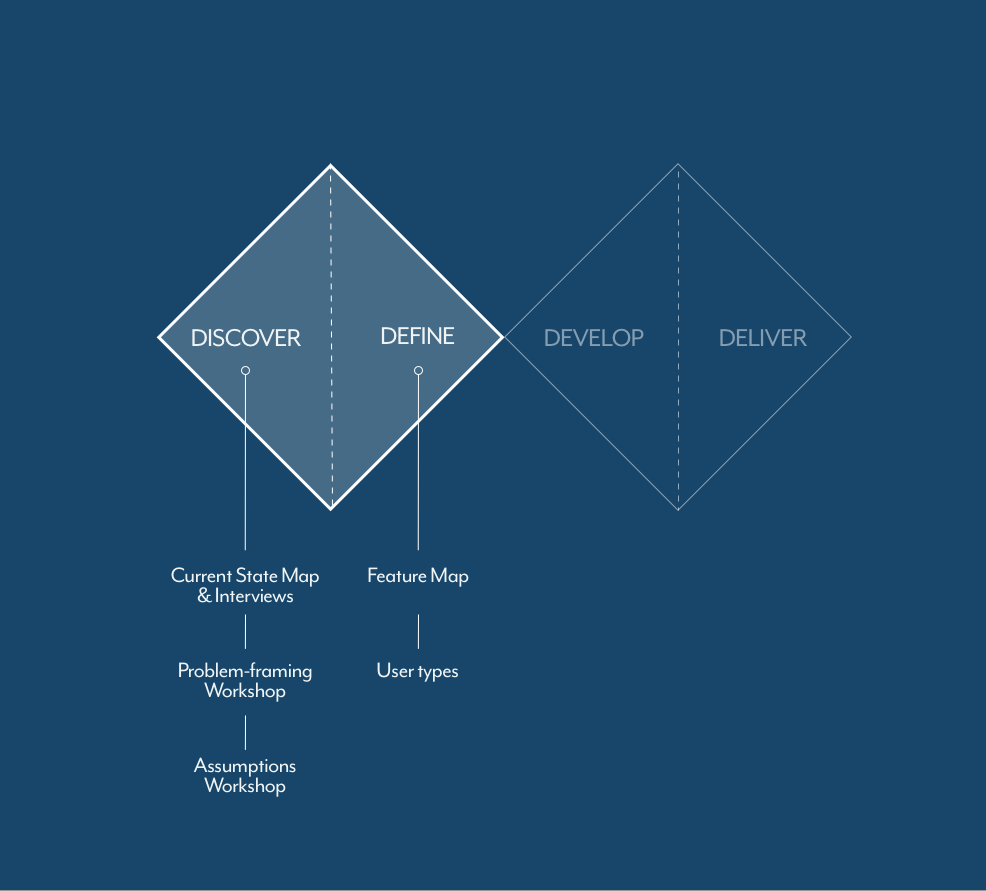 DISCOVER
DEFINE
DEVELOP
DELIVER
Current State Map
& Interviews
Problem-framing
Workshop
Assumptions
Workshop
Feature Map
User types